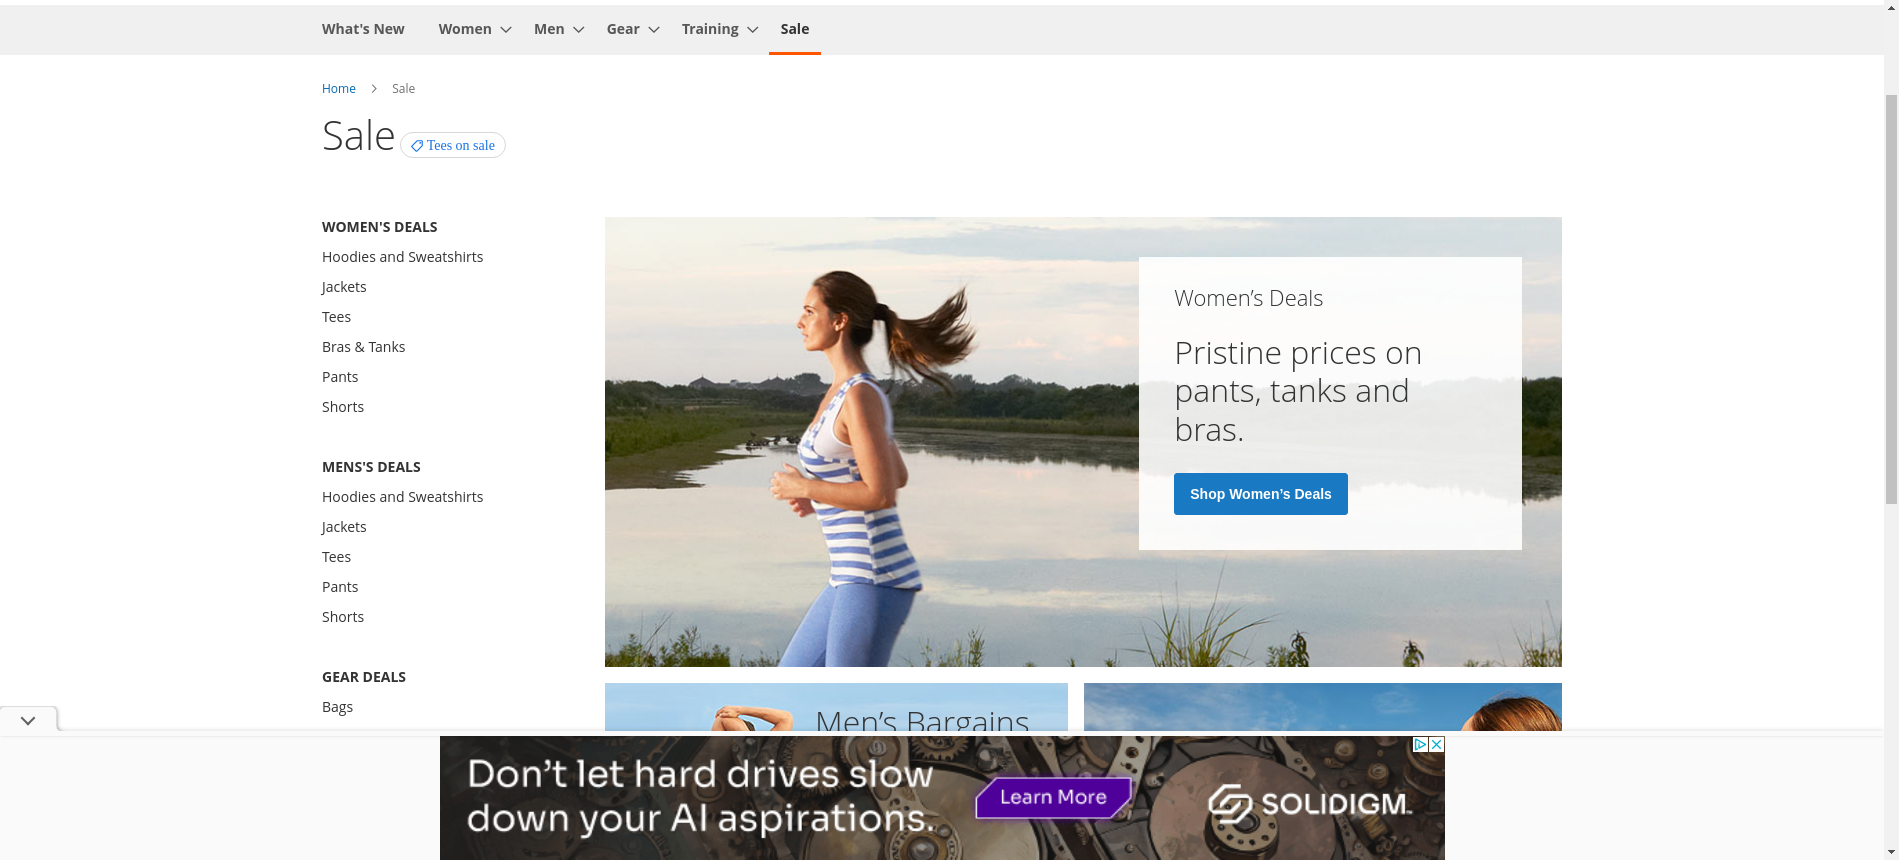 What's New
Women
Men
Gear
Training
Sale
Home
Sale
Sale
Tees on sale
WOMEN'S DEALS
Hoodies and Sweatshirts
Jackets
Tees
Bras & Tanks
Pants
Shorts
MENS'S DEALS
Hoodies and Sweatshirts
Jackets
Tees
Pants
Shorts
GEAR DEALS
Bags
Women’s Deals
Pristine prices on
pants, tanks and
bras.
Shop Women’s Deals
Men’s Bargains
Don’t let hard drives slow
down your AI aspirations.
Learn More
SOLIDIGM